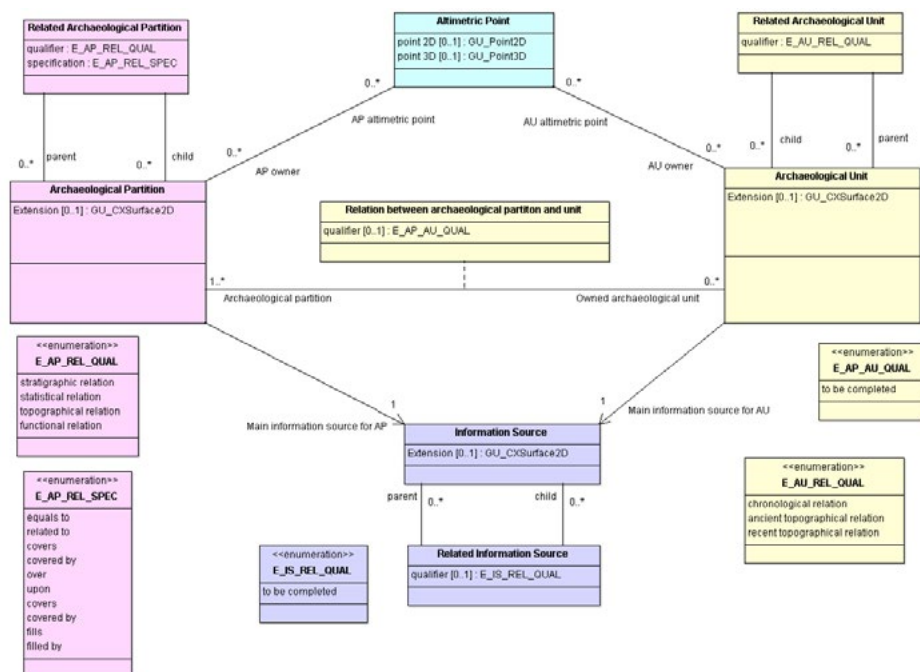 Related Archaeological Partition
qualifier : E_AP_REL_QUAL
specification : E_AP_REL_SPEC
Altimetric Point
point 2D [0..1] : GU_Point2D
point 3D [0..1] : GU_Point3D
Related Archaeological Unit
qualifier : E_AU_REL_QUAL
0..*
0..*
AP altimetric point
AU altimetric point
0..*
parent
0..*
child
0..*
AP owner
0..*
AU owner
0..*
child
0..*
parent
Archaeological Partition
Extension [0..1] : GU_CXSurface2D
Relation between archaeological partiton and unit
qualifier [0..1] : E_AP_AU_QUAL
Archaeological Unit
Extension [0..1] : GU_CXSurface2D
1..*
Archaeological partition
0..*
Owned archaeological unit
<<enumeration>>
E_AP_REL_QUAL
stratigraphic relation
statistical relation
topographical relation
functional relation
<<enumeration>>
E_AP_AU_QUAL
to be completed
1
Main information source for AP
1
Main information source for AU
Information Source
Extension [0..1] : GU_CXSurface2D
<<enumeration>>
E_AP_REL_SPEC
equals to
related to
covers
covered by
over
upon
covers
covered by
fills
filled by
parent
0..*
child
0..*
<<enumeration>>
E_AU_REL_QUAL
chronological relation
ancient topographical relation
recent topographical relation
<<enumeration>>
E_IS_REL_QUAL
to be completed
Related Information Source
qualifier [0..1] : E_IS_REL_QUAL